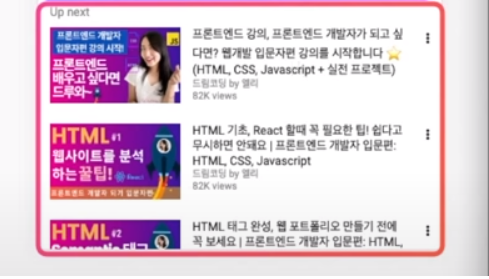 Up next
프론트엔드 개발자
입문자편 강의 시작!
JS
프론트엔드
배우고 싶다면
드루와~
프론트엔드 강의, 프론트엔드 개발자가 되고 싶
다면? 웹개발 입문자편 강의를 시작합니다 ⭐
(HTML, CSS, Javascript + 실전 프로젝트)
드림코딩 by 엘리
82K views
HTML #1
웹사이트를 분석
하는 꿀팁!
React
프론트엔드 개발자 되기 입문자편
HTML 기초, React 할때 꼭 필요한 팁! 쉽다고
무시하면 안돼요 | 프론트엔드 개발자 입문편:
HTML, CSS, Javascript
드림코딩 by 엘리
82K views
HTML #2
Semantic 태그
HTML 태그 완성, 웹 포트폴리오 만들기 전에
꼭 보세요 | 프론트엔드 개발자 입문편: HTML,